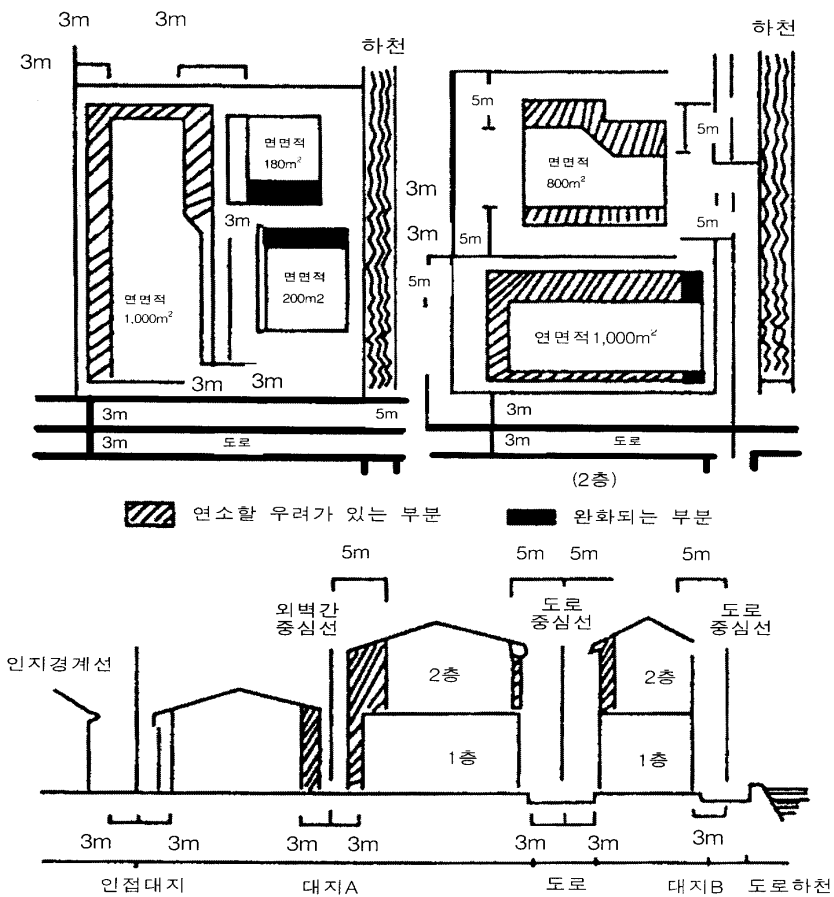 3m 3m
3m
하천
하천
5m
5m
면면적
180m²
면면적
800m²
3m
3m
3m
5m
5m
5m
면면적
200m2
면면적
1,000m²
연면적1,000m²
3m 3m
3m
5m
3m
3m
도로
3m
도로
(2층)
연소할 우려가 있는 부분
완화되는 부분
5m
5m 5m
5m
외벽간
중심선
도로
중심선
도로
중심선
인지경계선
2층
2층
1층
1층
3m 3m 3m 3m 3m 3m 3m
인접대지
대지A
도로
대지B
도로하천